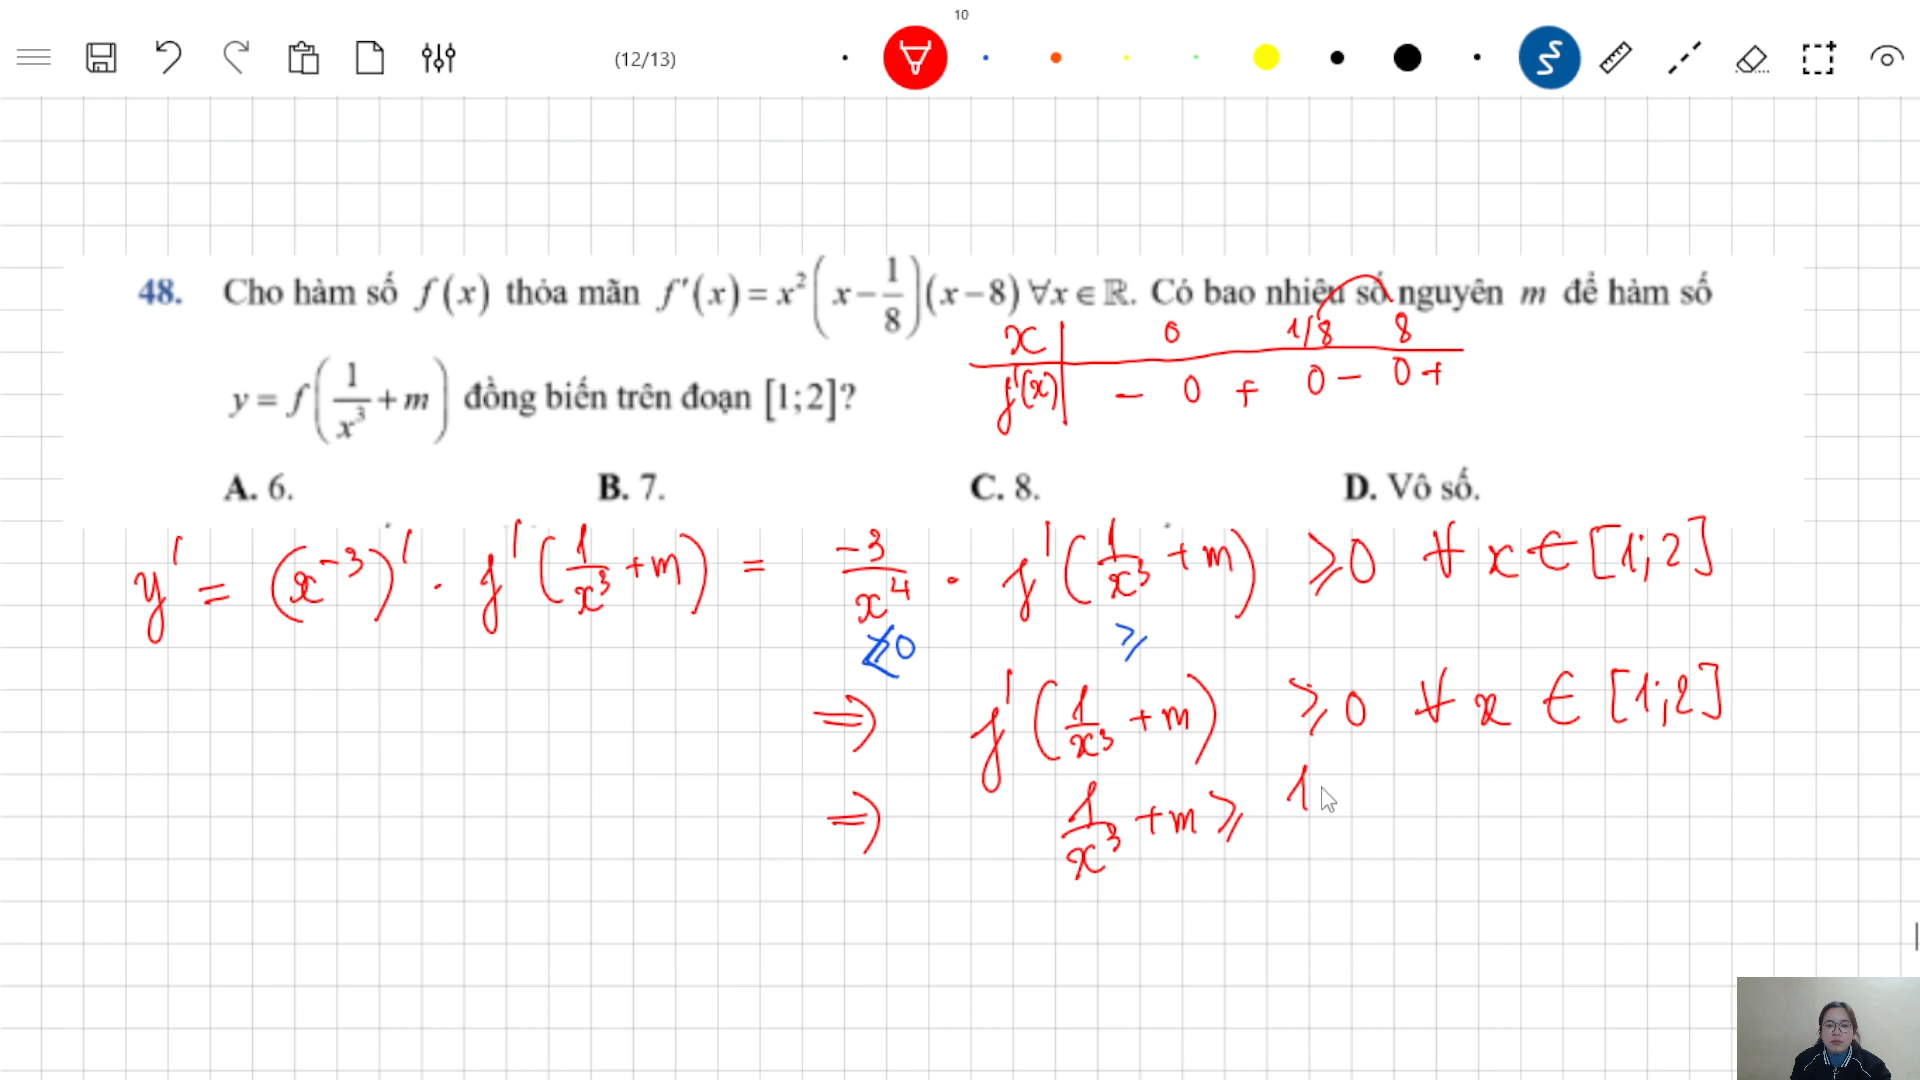 10
(12/13)
48. Cho hàm số f(x) thỏa mãn f'(x) = x²(x − 1/8)(x − 8) ∀x ∈ ℝ. Có bao nhiêu số nguyên m để hàm số
x | 0 1/8 8
y = f(1/x³ + m) đồng biến trên đoạn [1;2]?
f'(x) | − 0 + 0 − 0 +
A. 6. B. 7. C. 8. D. Vô số.
y' = (x⁻³)' · f'(1/x³ + m) = −3/x⁴ · f'(1/x³ + m) ⩾ 0 ∀ x ∈ [1;2]
⩽0 ⩾
⇒ f'(1/x³ + m) ⩾ 0 ∀ x ∈ [1;2]
⇒ 1/x³ + m ⩾ 1